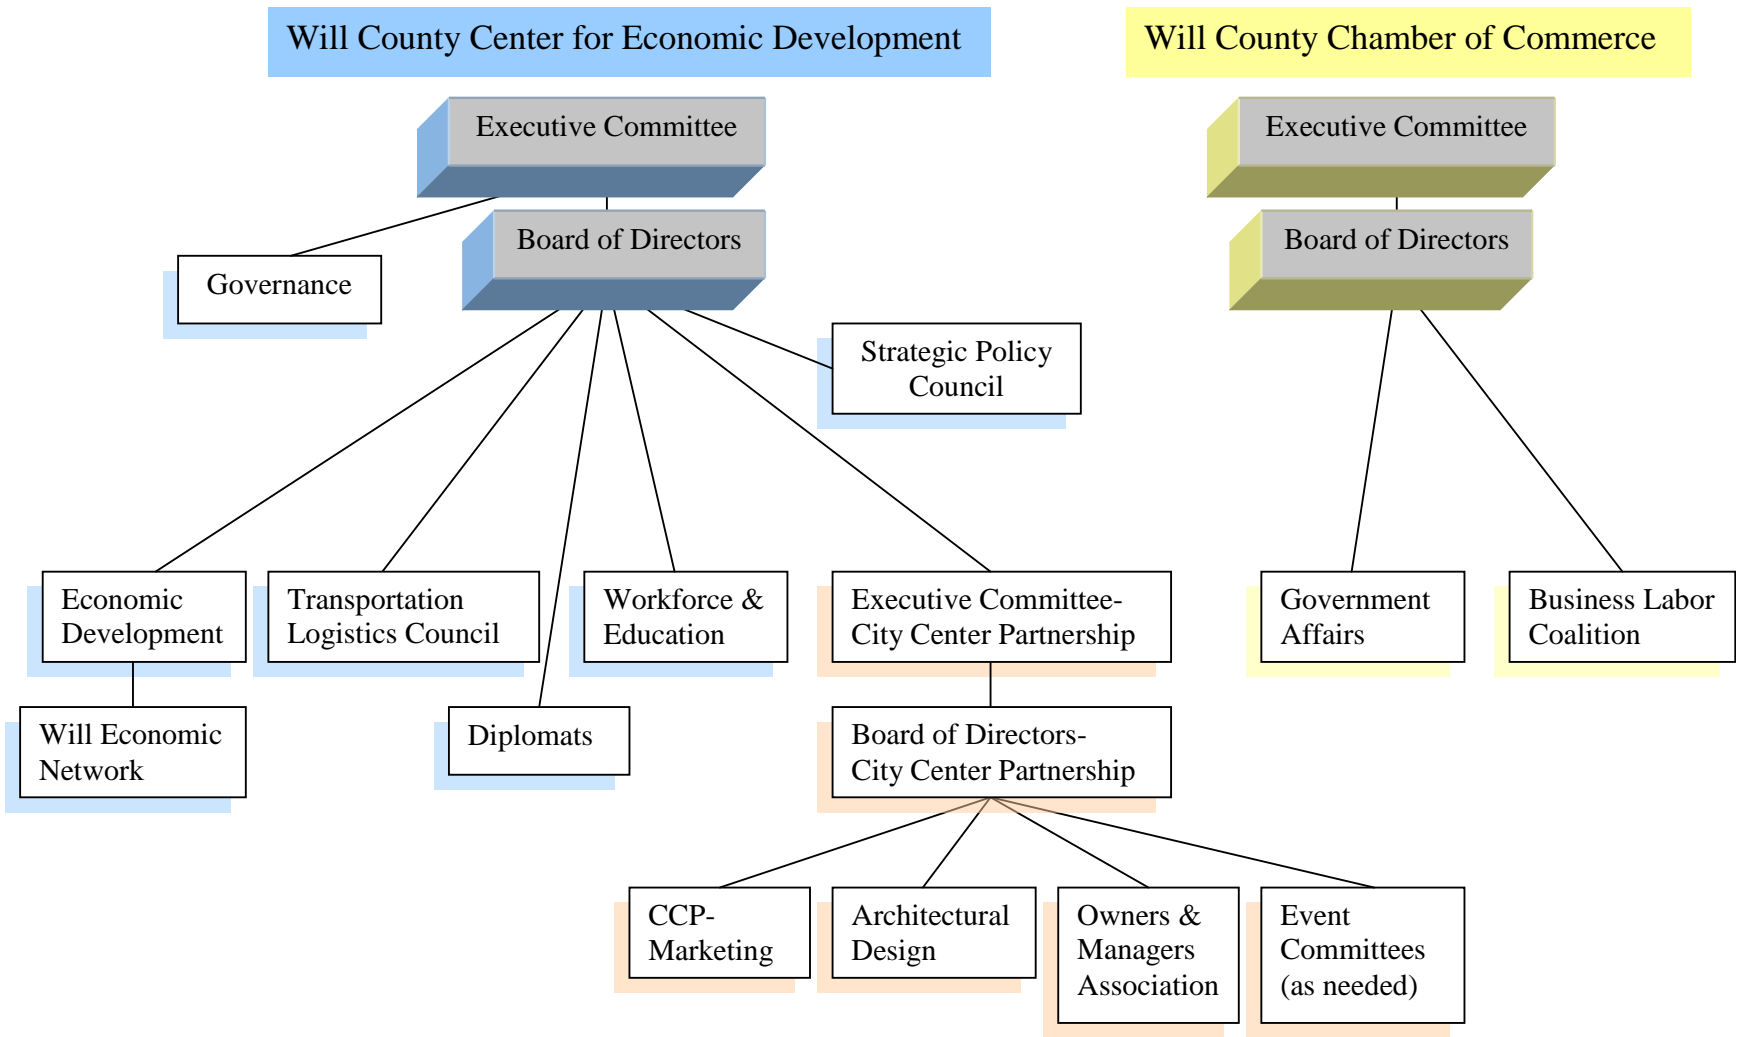 Will County Center for Economic Development
Will County Chamber of Commerce
Executive Committee
Executive Committee
Board of Directors
Board of Directors
Governance
Strategic Policy
Council
Economic
Development
Transportation
Logistics Council
Workforce &
Education
Executive Committee-
City Center Partnership
Government
Affairs
Business Labor
Coalition
Will Economic
Network
Diplomats
Board of Directors-
City Center Partnership
CCP-
Marketing
Architectural
Design
Owners &
Managers
Association
Event
Committees
(as needed)